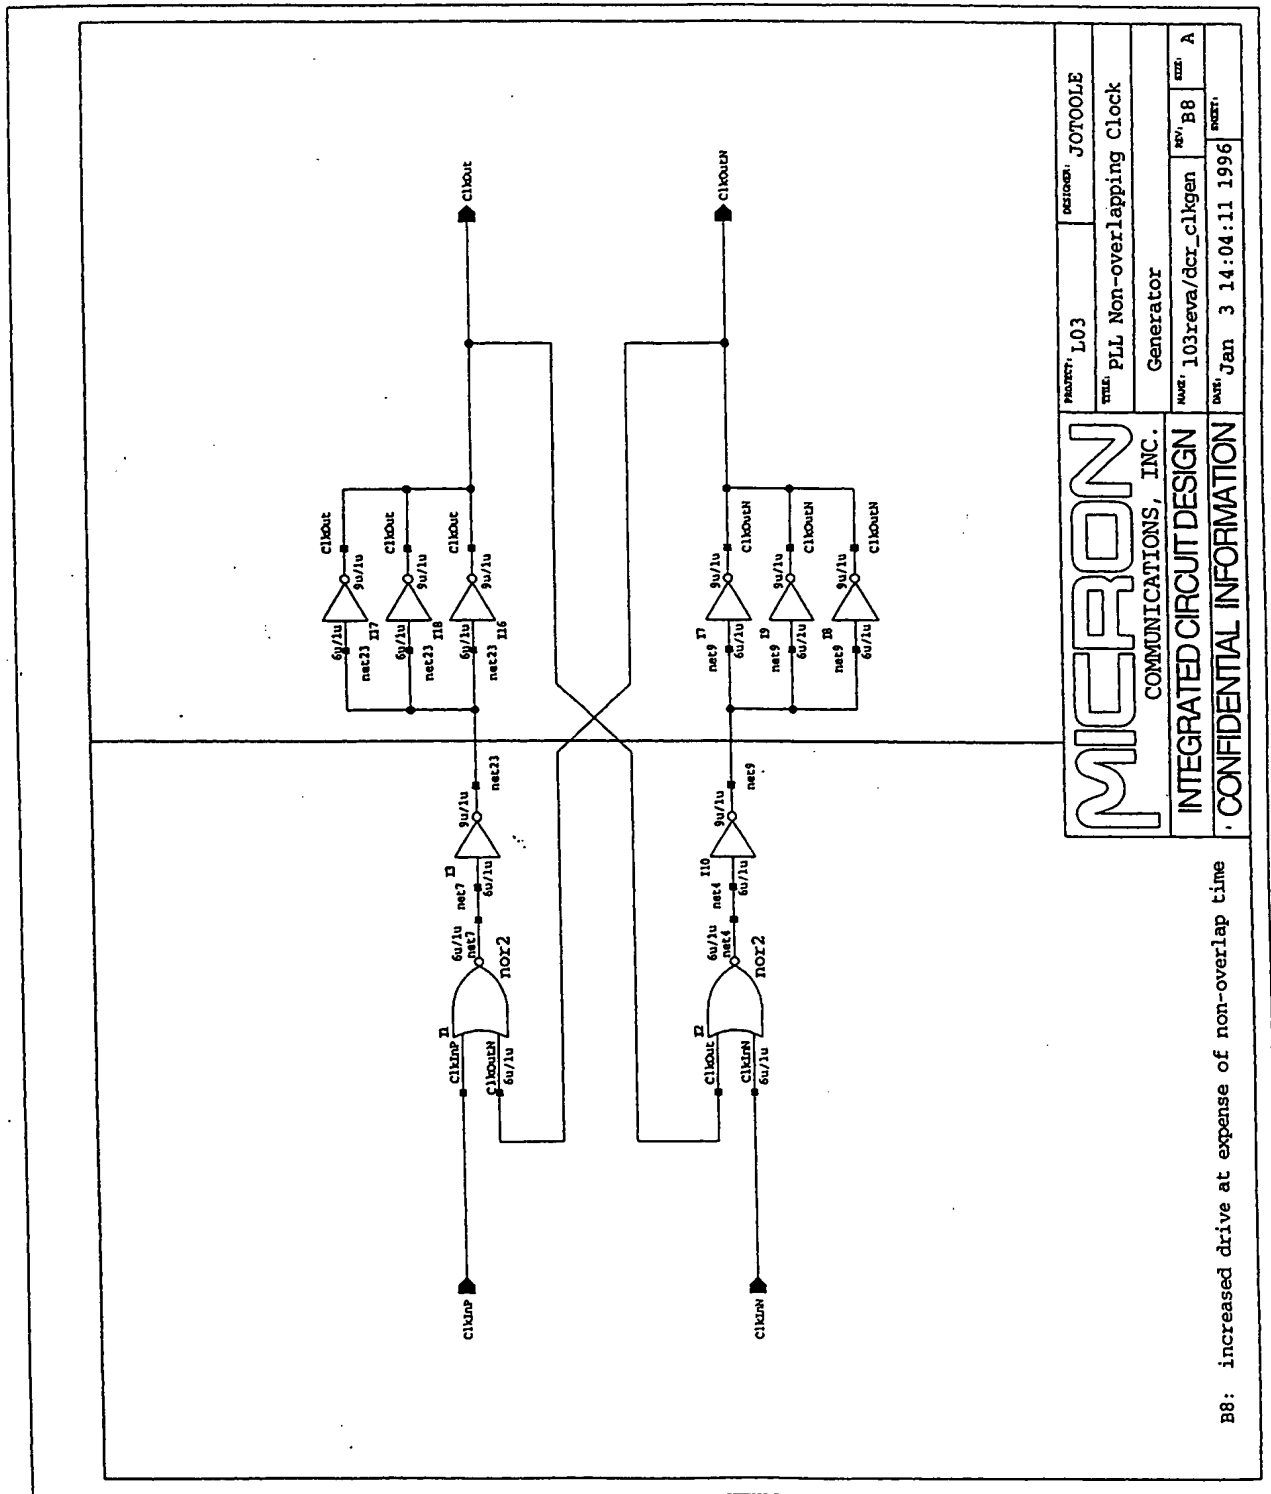 ClkOut
6u/1u
9u/1u
net23
I17
ClkOut
6u/1u
9u/1u
net23
I18
ClkOut
ClkInP
ClkInP
I1
ClkOutN
6u/1u
nor2
6u/1u
net7
net7
I3
6u/1u
9u/1u
net23
6u/1u
net23
I16
9u/1u
ClkOut
ClkInN
ClkOut
I2
ClkInN
6u/1u
nor2
6u/1u
net4
net4
I10
6u/1u
9u/1u
net9
net9
I7
6u/1u
9u/1u
ClkOutN
ClkOutN
net9
I9
6u/1u
9u/1u
ClkOutN
net9
I8
6u/1u
9u/1u
ClkOutN
B8: increased drive at expense of non-overlap time
MICRON
COMMUNICATIONS, INC.
INTEGRATED CIRCUIT DESIGN
CONFIDENTIAL INFORMATION
PROJECT: L03
DESIGNER: JOTOOLE
TITLE: PLL Non-overlapping Clock
Generator
NAME: l03reva/dcr_clkgen
REV: B8
SIZE: A
DATE: Jan 3 14:04:11 1996
SHEET: